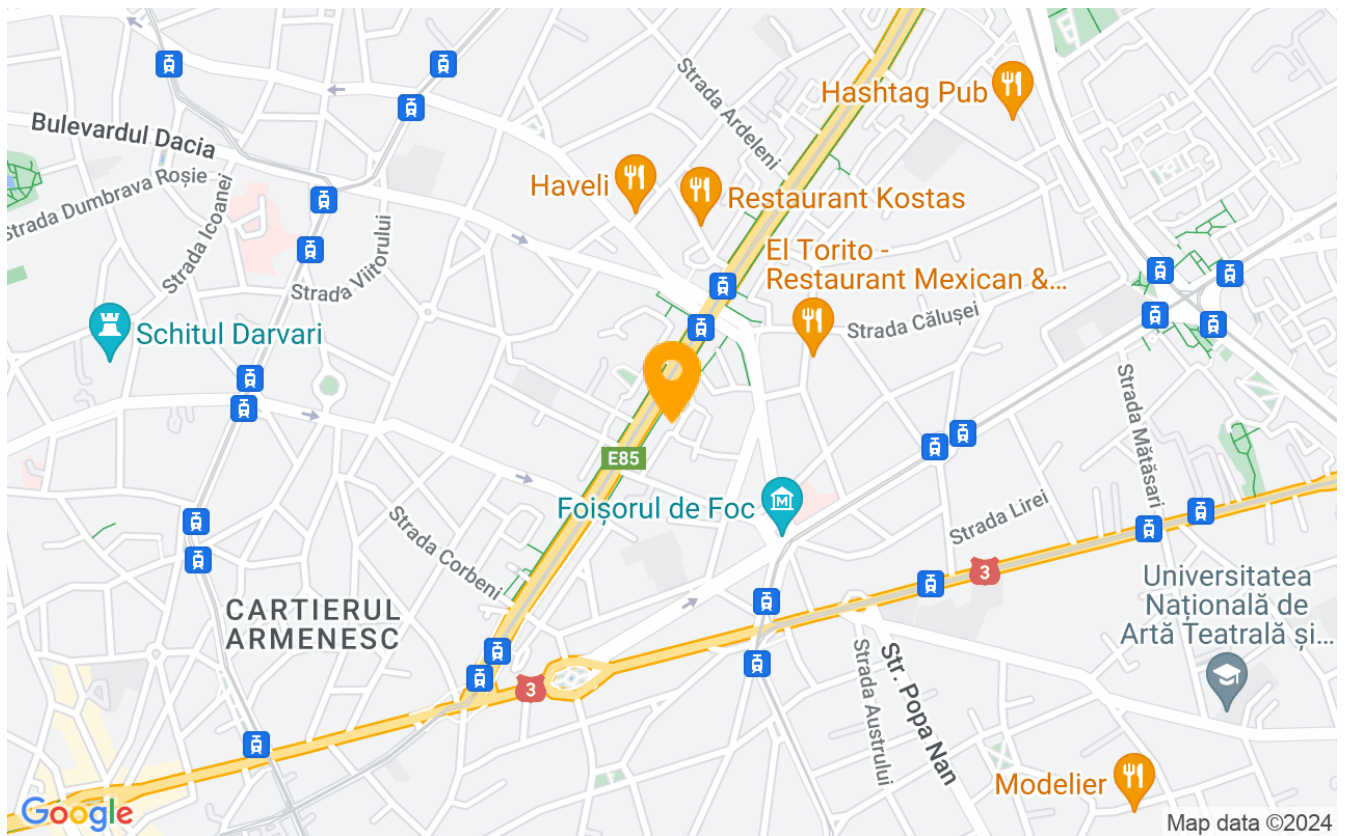 Strada Ardeleni
Hashtag Pub
Bulevardul Dacia
Strada Dumbrava Roșie
Strada Icoanei
Haveli
Restaurant Kostas
Strada Viitorului
El Torito -
Restaurant Mexican &...
Strada Călușei
Schitul Darvari
Strada Mătăsari
E85
Foișorul de Foc
Strada Lirei
Strada Corbeni
3
CARTIERUL
ARMENESC
Universitatea
Națională de
Artă Teatrală și...
3
Strada Austrului
Str. Popa Nan
Modelier
Google
Map data ©2024